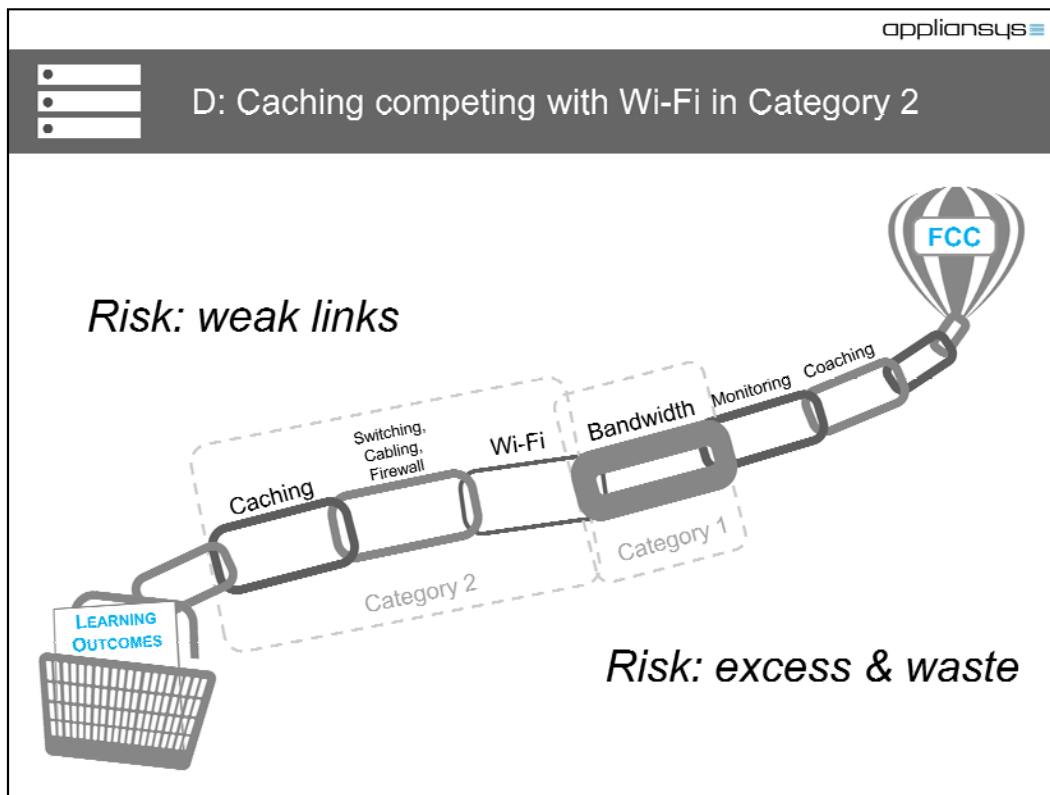 appliansys
D: Caching competing with Wi-Fi in Category 2
FCC
Risk: weak links
Coaching
Monitoring
Bandwidth
Wi-Fi
Switching,
Cabling,
Firewall
Caching
Category 1
Category 2
LEARNING
OUTCOMES
Risk: excess & waste